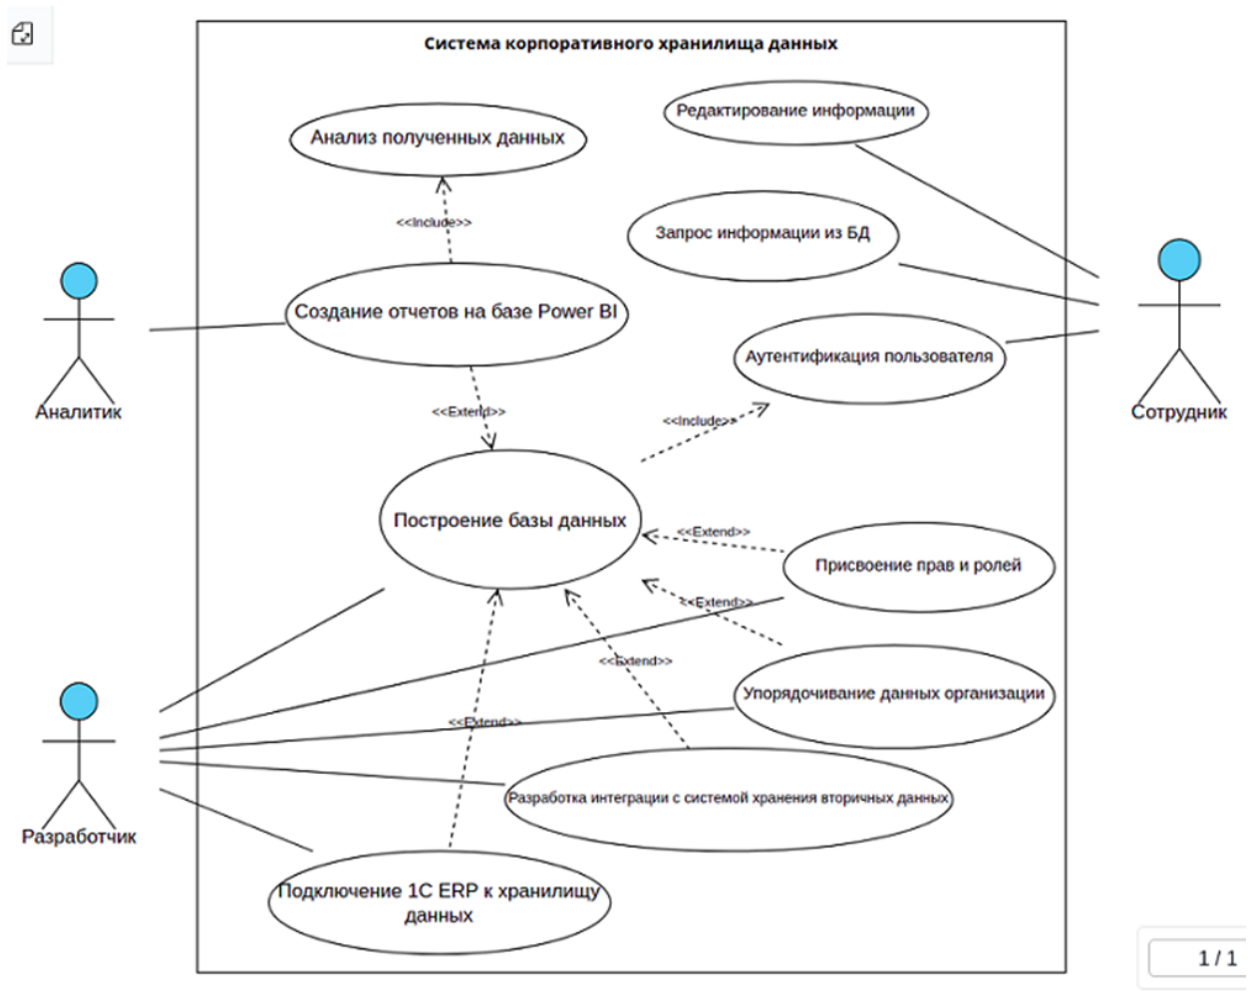 Система корпоративного хранилища данных
Редактирование информации
Анализ полученных данных
<<Include>>
Запрос информации из БД
Создание отчетов на базе Power BI
Аутентификация пользователя
Аналитик
Сотрудник
<<Extend>>
<<Include>>
Построение базы данных
<<Extend>>
Присвоение прав и ролей
<<Extend>>
<<Extend>>
Упорядочивание данных организации
<<Extend>>
Разработка интеграции с системой хранения вторичных данных
Разработчик
Подключение 1С ERP к хранилищу
данных
1 / 1